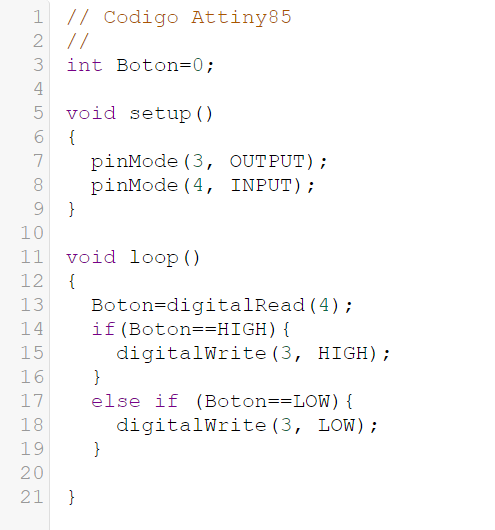 1 // Codigo Attiny85
2 //
3 int Boton=0;
4
5 void setup()
6 {
7   pinMode(3, OUTPUT);
8   pinMode(4, INPUT);
9 }
10
11 void loop()
12 {
13   Boton=digitalRead(4);
14   if(Boton==HIGH){
15     digitalWrite(3, HIGH);
16   }
17   else if (Boton==LOW){
18     digitalWrite(3, LOW);
19   }
20
21 }